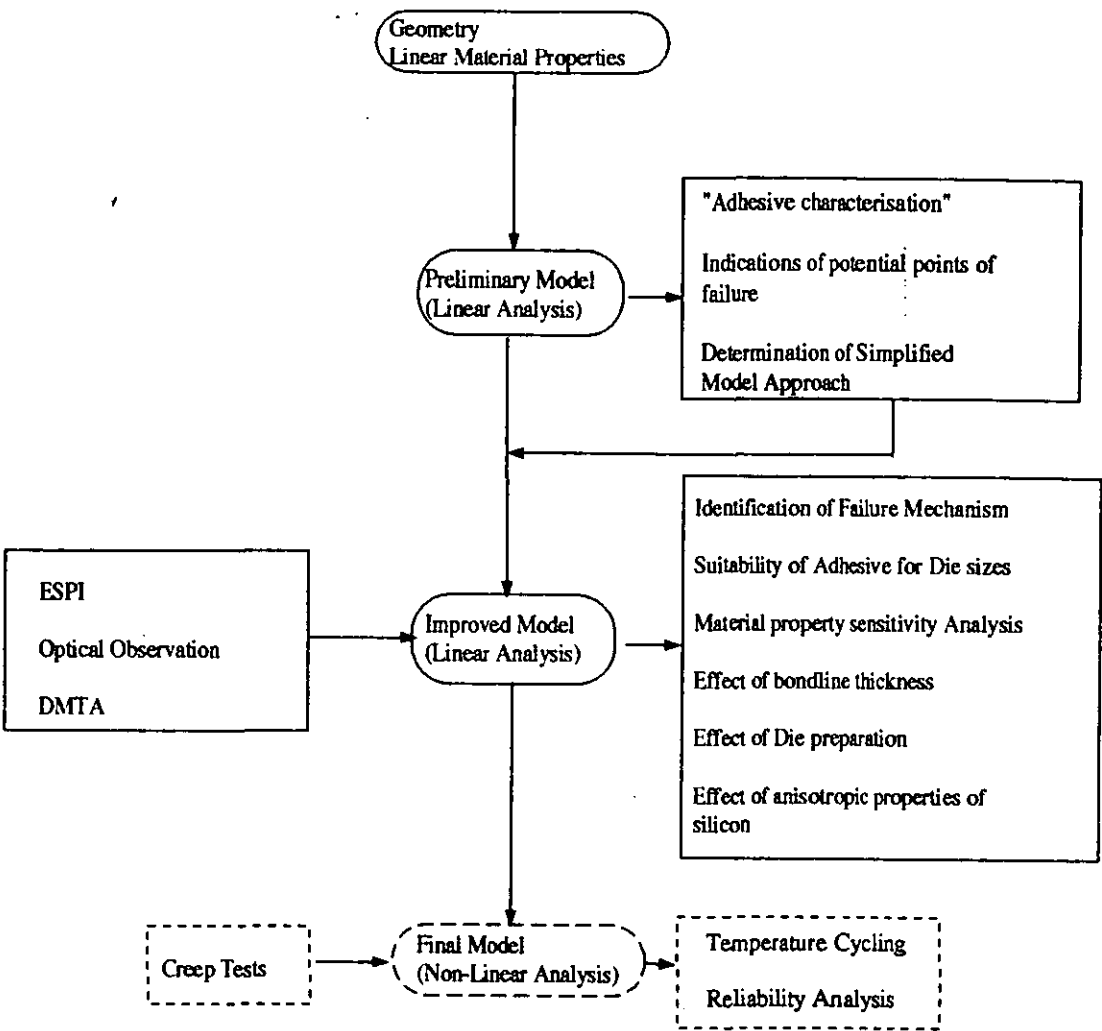 Geometry
Linear Material Properties
"Adhesive characterisation"
Indications of potential points of
failure
Determination of Simplified
Model Approach
Preliminary Model
(Linear Analysis)
Identification of Failure Mechanism
Suitability of Adhesive for Die sizes
Material property sensitivity Analysis
Effect of bondline thickness
Effect of Die preparation
Effect of anisotropic properties of
silicon
ESPI
Optical Observation
DMTA
Improved Model
(Linear Analysis)
Creep Tests
Final Model
(Non-Linear Analysis)
Temperature Cycling
Reliability Analysis